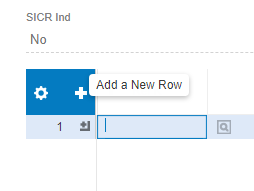 SICR Ind
No
Add a New Row
1